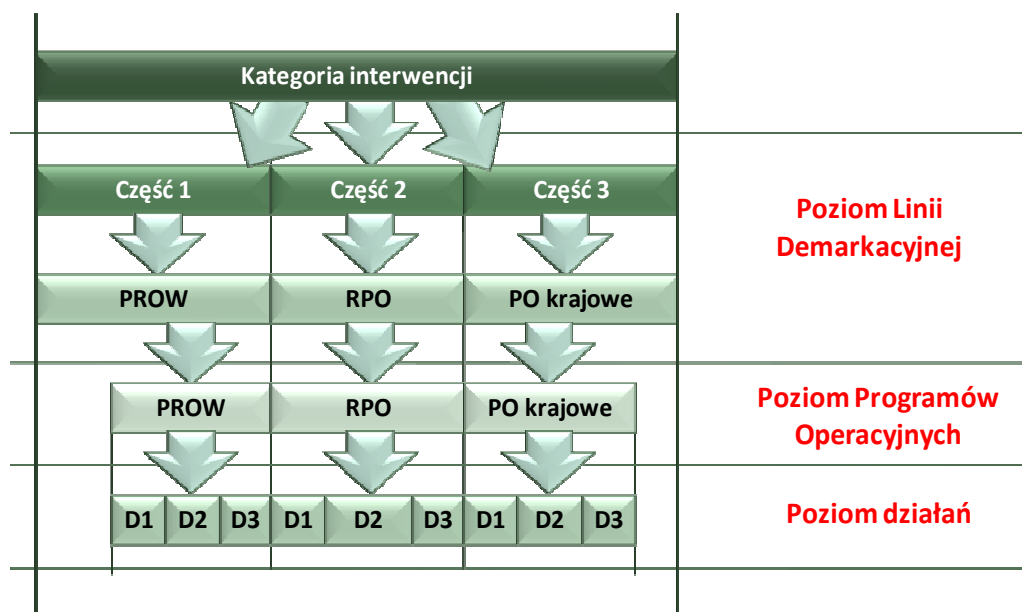 Kategoria interwencji
Część 1 Część 2 Część 3
Poziom Linii
Demarkacyjnej
PROW RPO PO krajowe
PROW RPO PO krajowe
Poziom Programów
Operacyjnych
D1 D2 D3 D1 D2 D3 D1 D2 D3
Poziom działań